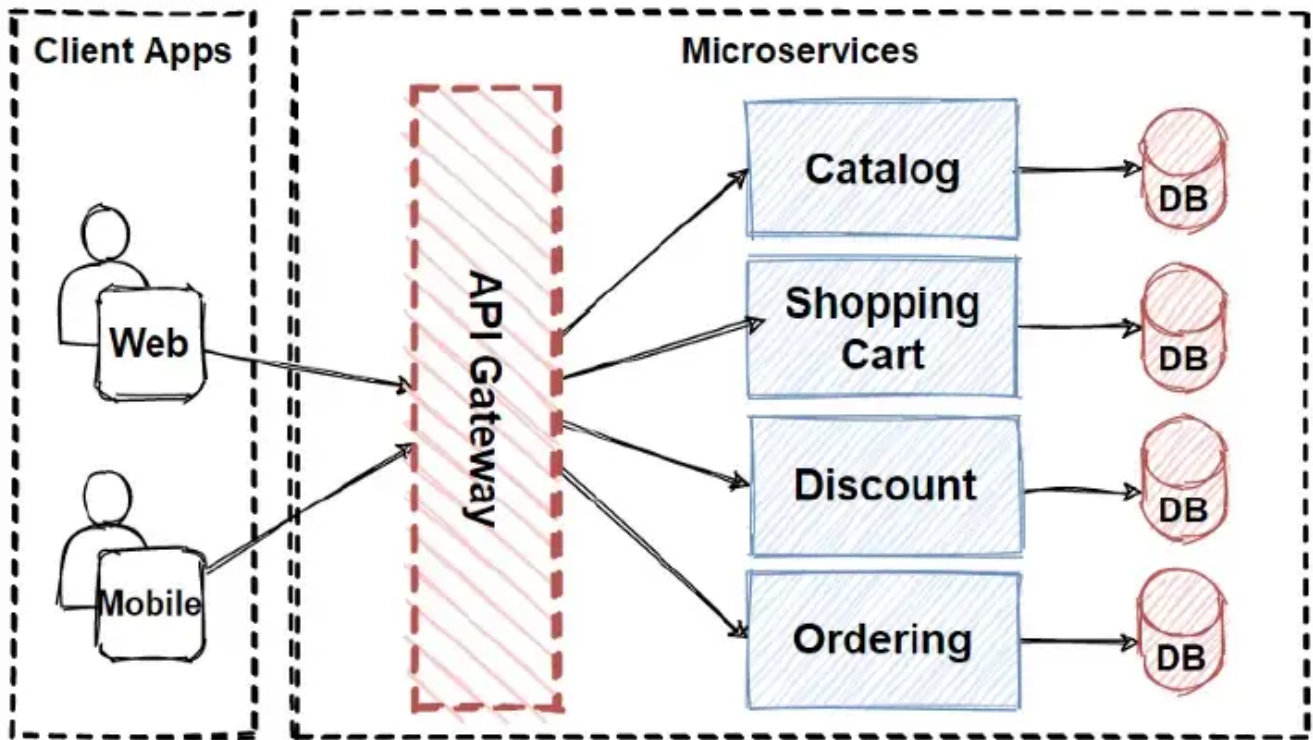 Client Apps
Microservices
Web
Mobile
API Gateway
Catalog
DB
Shopping
Cart
DB
Discount
DB
Ordering
DB